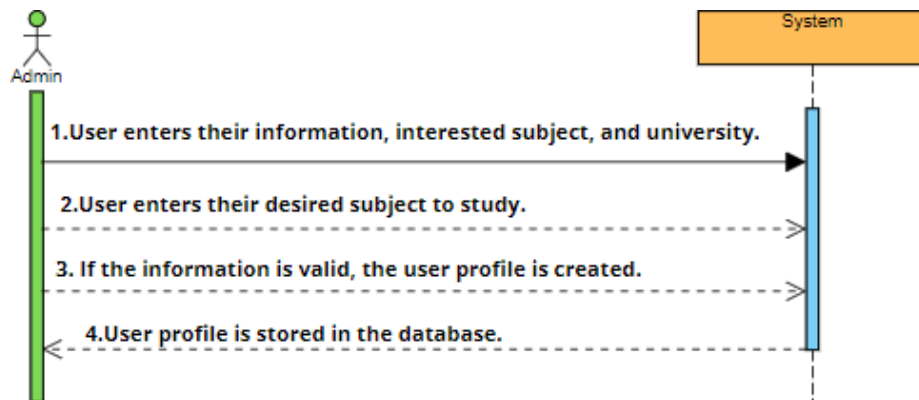 System
Admin
1.User enters their information, interested subject, and university.
2.User enters their desired subject to study.
3. If the information is valid, the user profile is created.
4.User profile is stored in the database.